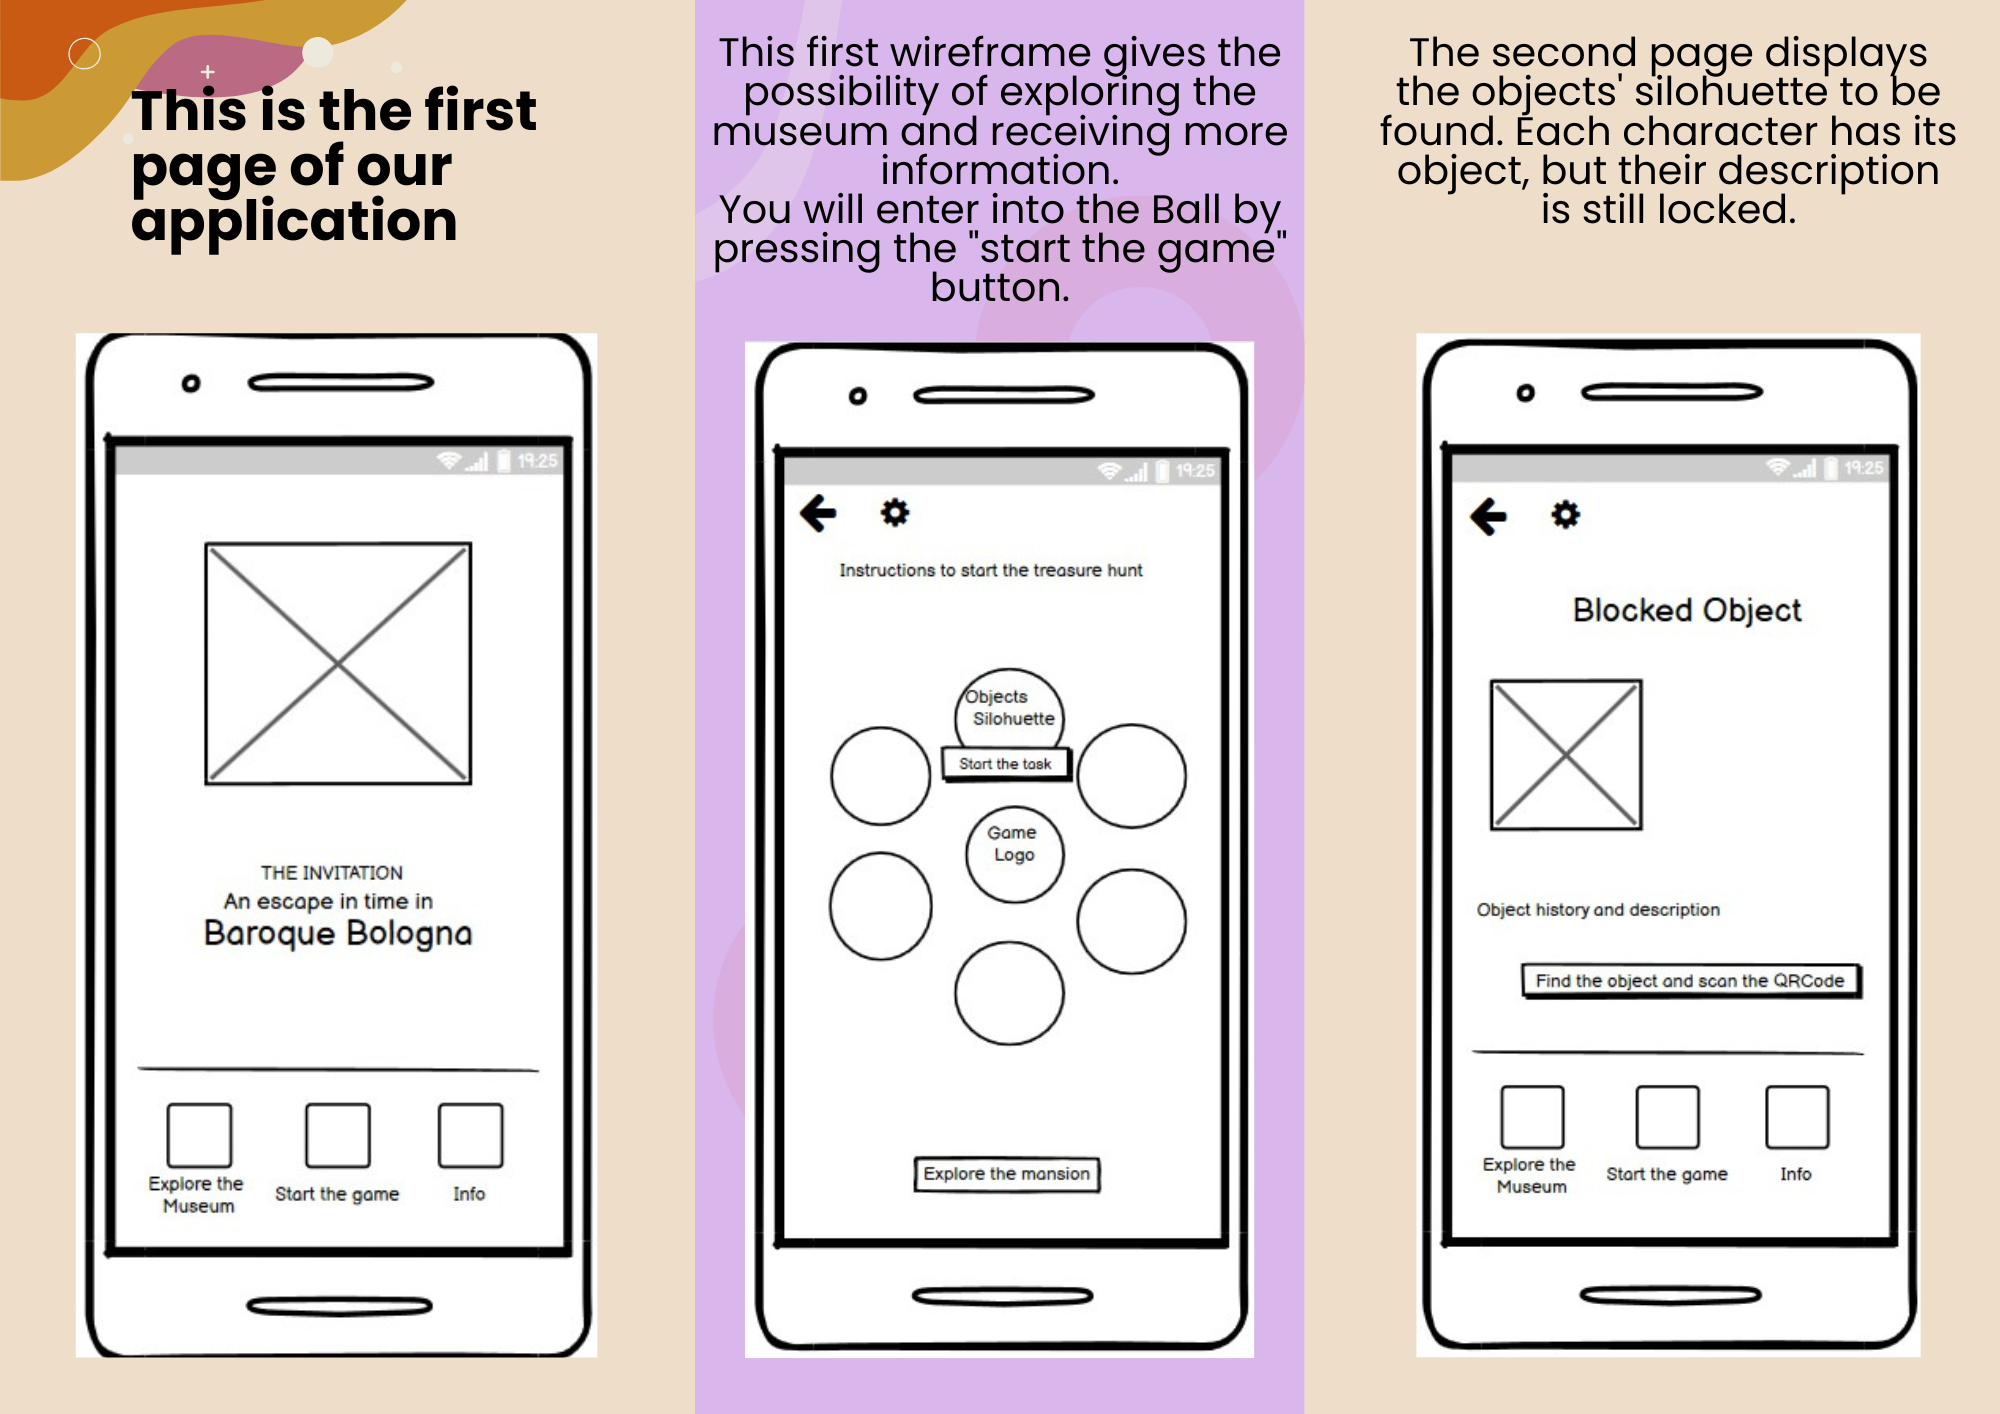 This is the first
page of our
application
19:25
THE INVITATION
An escape in time in
Baroque Bologna
Explore the
Museum
Start the game
Info
This first wireframe gives the
possibility of exploring the
museum and receiving more
information.
You will enter into the Ball by
pressing the "start the game"
button.
19:25
Instructions to start the treasure hunt
Objects
Silohuette
Start the task
Game
Logo
Explore the mansion
The second page displays
the objects' silohuette to be
found. Each character has its
object, but their description
is still locked.
19:25
Blocked Object
Object history and description
Find the object and scan the QRCode
Explore the
Museum
Start the game
Info